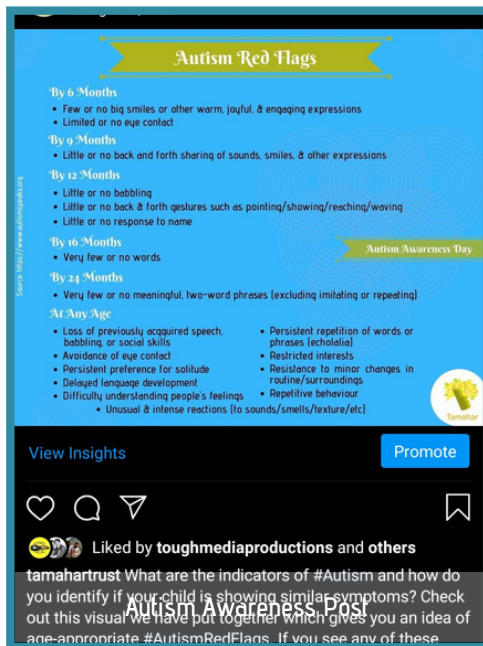 Autism Red Flags
By 6 Months
• Few or no big smiles or other warm, joyful, & engaging expressions
• Limited or no eye contact
By 9 Months
• Little or no back and forth sharing of sounds, smiles, & other expressions
By 12 Months
• Little or no babbling
• Little or no back & forth gestures such as pointing/showing/reaching/waving
• Little or no response to name
By 16 Months
• Very few or no words
Autism Awareness Day
By 24 Months
• Very few or no meaningful, two-word phrases (excluding imitating or repeating)
At Any Age
• Loss of previously acqquired speech,
babbling, or social skills
• Avoidance of eye contact
• Persistent preference for solitude
• Delayed language development
• Difficulty understanding people's feelings
• Persistent repetition of words or
phrases (echolalia)
• Restricted interests
• Resistance to minor changes in
routine/surroundings
• Repetitive behaviour
• Unusual & intense reactions (to sounds/smells/texture/etc)
Source: https://www.autismspeaks.org
Tamahar
View Insights
Promote
Liked by toughmediaproductions and others
tamahartrust What are the indicators of #Autism and how do
you identify if your child is showing similar symptoms? Check
out this visual we have put together which gives you an idea of
age-appropriate #AutismRedFlags. If you see any of these
Autism Awareness Post